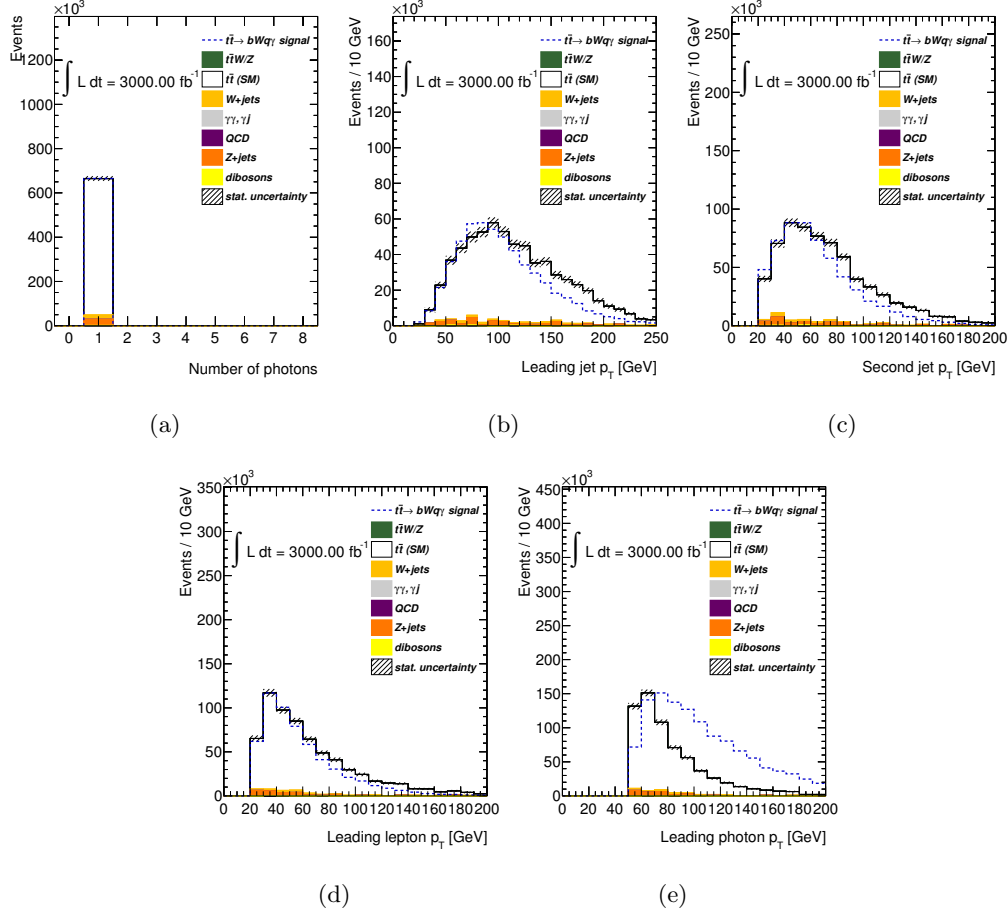 ×10³
Events
1200
1000
800
600
400
200
0
0 1 2 3 4 5 6 7 8
Number of photons
∫ L dt = 3000.00 fb⁻¹
tt̄→ bWqγ signal
tt̄W/Z
tt̄ (SM)
W+jets
γγ, γj
QCD
Z+jets
dibosons
stat. uncertainty
(a)
×10³
Events / 10 GeV
160
140
120
100
80
60
40
20
0
0 50 100 150 200 250
Leading jet p_T [GeV]
∫ L dt = 3000.00 fb⁻¹
tt̄→ bWqγ signal
tt̄W/Z
tt̄ (SM)
W+jets
γγ, γj
QCD
Z+jets
dibosons
stat. uncertainty
(b)
×10³
Events / 10 GeV
250
200
150
100
50
0
0 20 40 60 80 100 120 140 160 180 200
Second jet p_T [GeV]
∫ L dt = 3000.00 fb⁻¹
tt̄→ bWqγ signal
tt̄W/Z
tt̄ (SM)
W+jets
γγ, γj
QCD
Z+jets
dibosons
stat. uncertainty
(c)
×10³
Events / 10 GeV
350
300
250
200
150
100
50
0
0 20 40 60 80 100 120 140 160 180 200
Leading lepton p_T [GeV]
∫ L dt = 3000.00 fb⁻¹
tt̄→ bWqγ signal
tt̄W/Z
tt̄ (SM)
W+jets
γγ, γj
QCD
Z+jets
dibosons
stat. uncertainty
(d)
×10³
Events / 10 GeV
450
400
350
300
250
200
150
100
50
0
0 20 40 60 80 100 120 140 160 180 200
Leading photon p_T [GeV]
∫ L dt = 3000.00 fb⁻¹
tt̄→ bWqγ signal
tt̄W/Z
tt̄ (SM)
W+jets
γγ, γj
QCD
Z+jets
dibosons
stat. uncertainty
(e)